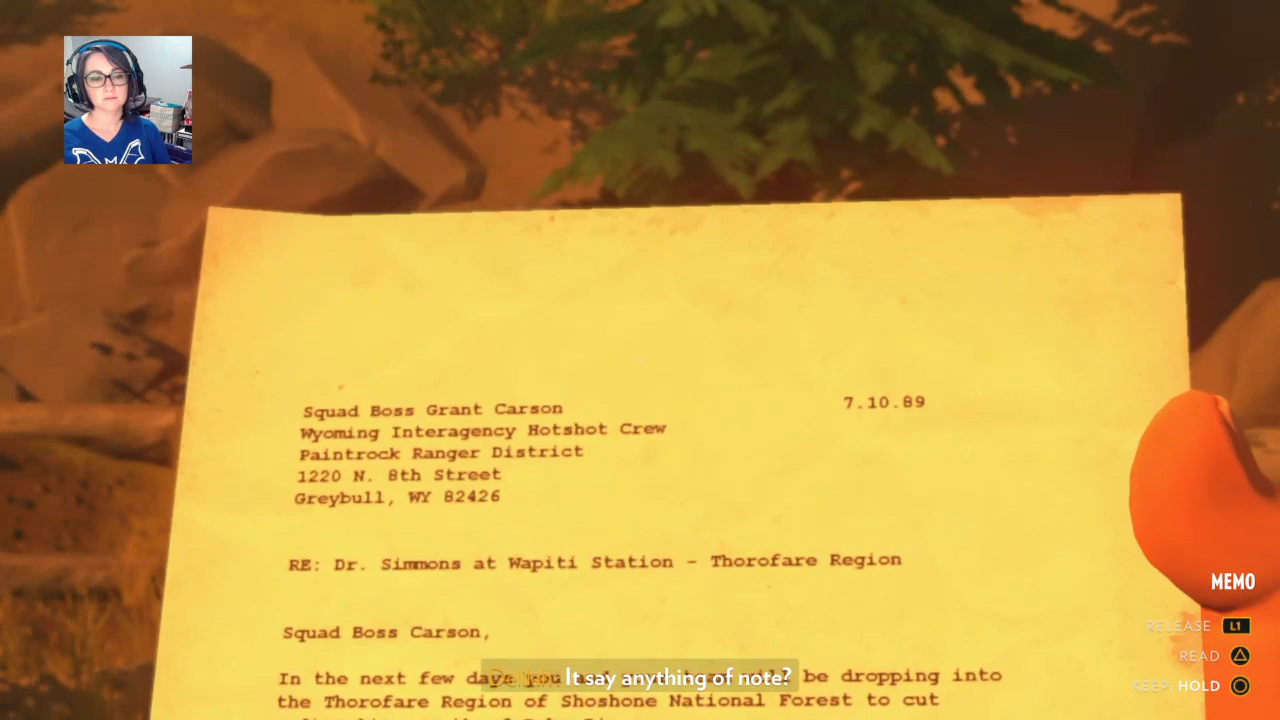 Squad Boss Grant Carson 7.10.89
Wyoming Interagency Hotshot Crew
Paintrock Ranger District
1220 N. 8th Street
Greybull, WY 82426
RE: Dr. Simmons at Wapiti Station - Thorofare Region
Squad Boss Carson,
In the next few days you be dropping into
the Thorofare Region of Shoshone National Forest to cut
It say anything of note?
MEMO
RELEASE L1
READ
KEEP: HOLD